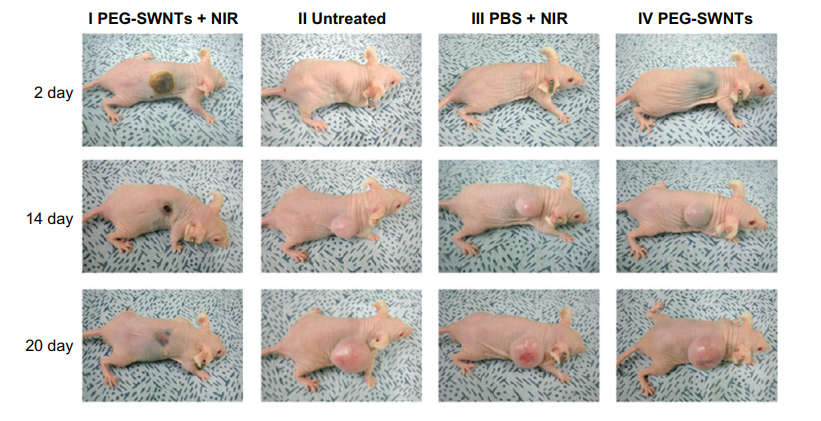 I PEG-SWNTs + NIR II Untreated III PBS + NIR IV PEG-SWNTs
2 day
14 day
20 day